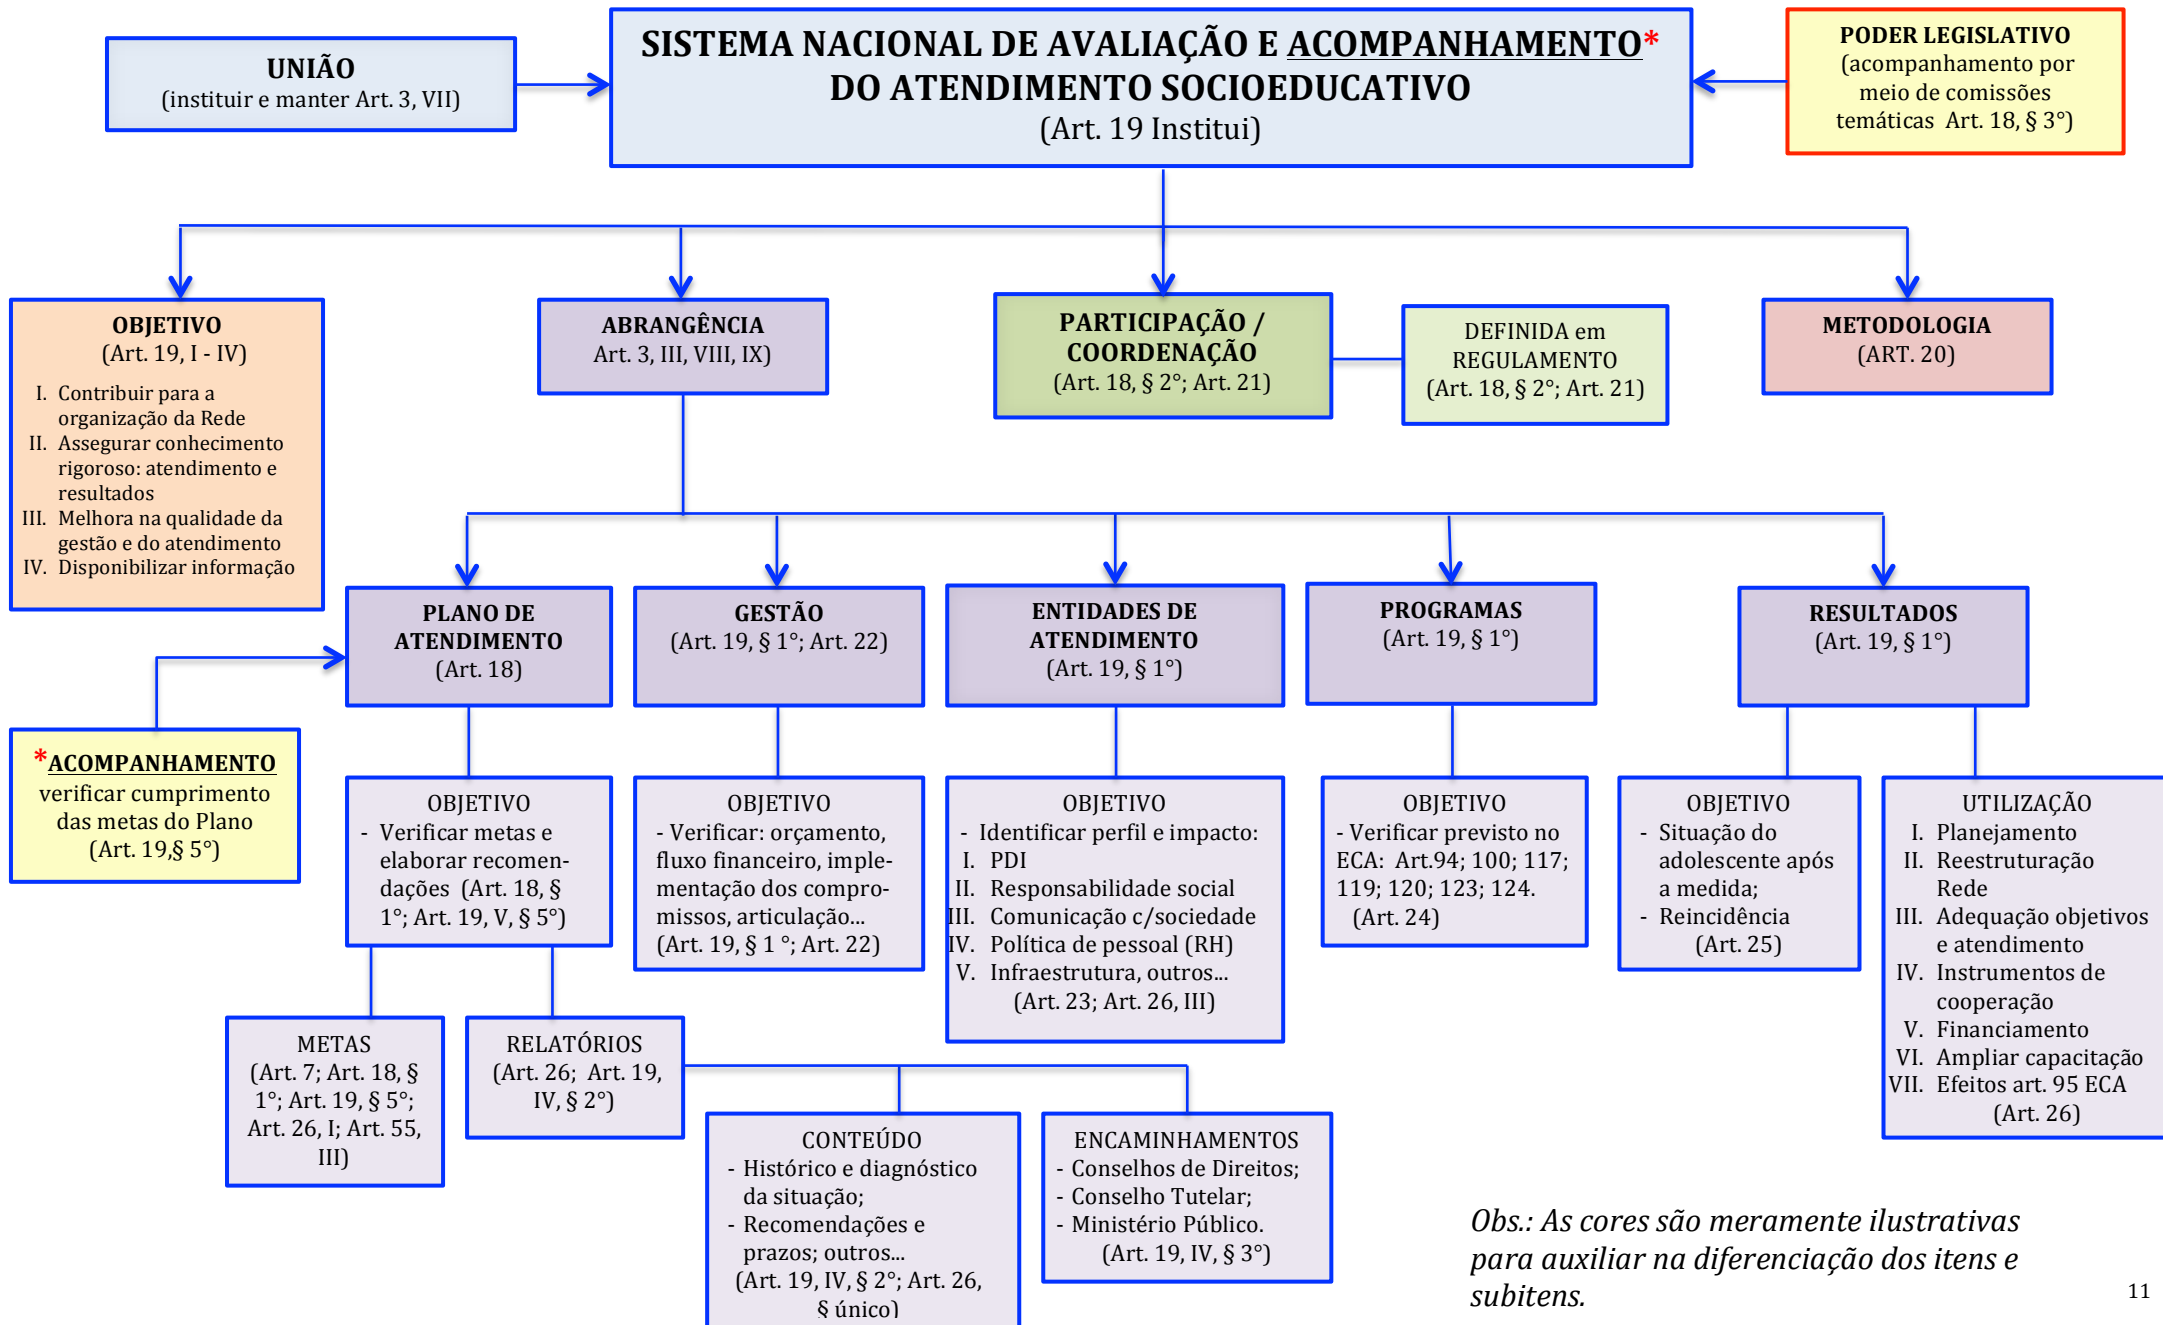 UNIÃO
(instituir e manter Art. 3, VII)
SISTEMA NACIONAL DE AVALIAÇÃO E ACOMPANHAMENTO*
DO ATENDIMENTO SOCIOEDUCATIVO
(Art. 19 Institui)
PODER LEGISLATIVO
(acompanhamento por
meio de comissões
temáticas Art. 18, § 3°)
OBJETIVO
(Art. 19, I - IV)
I. Contribuir para a
organização da Rede
II. Assegurar conhecimento
rigoroso: atendimento e
resultados
III. Melhora na qualidade da
gestão e do atendimento
IV. Disponibilizar informação
ABRANGÊNCIA
Art. 3, III, VIII, IX)
PARTICIPAÇÃO /
COORDENAÇÃO
(Art. 18, § 2°; Art. 21)
DEFINIDA em
REGULAMENTO
(Art. 18, § 2°; Art. 21)
METODOLOGIA
(ART. 20)
PLANO DE
ATENDIMENTO
(Art. 18)
GESTÃO
(Art. 19, § 1°; Art. 22)
ENTIDADES DE
ATENDIMENTO
(Art. 19, § 1°)
PROGRAMAS
(Art. 19, § 1°)
RESULTADOS
(Art. 19, § 1°)
*ACOMPANHAMENTO
verificar cumprimento
das metas do Plano
(Art. 19,§ 5°)
OBJETIVO
- Verificar metas e
elaborar recomen-
dações (Art. 18, §
1°; Art. 19, V, § 5°)
OBJETIVO
- Verificar: orçamento,
fluxo financeiro, imple-
mentação dos compro-
missos, articulação...
(Art. 19, § 1 °; Art. 22)
OBJETIVO
- Identificar perfil e impacto:
I. PDI
II. Responsabilidade social
III. Comunicação c/sociedade
IV. Política de pessoal (RH)
V. Infraestrutura, outros...
(Art. 23; Art. 26, III)
OBJETIVO
- Verificar previsto no
ECA: Art.94; 100; 117;
119; 120; 123; 124.
(Art. 24)
OBJETIVO
- Situação do
adolescente após
a medida;
- Reincidência
(Art. 25)
UTILIZAÇÃO
I. Planejamento
II. Reestruturação
Rede
III. Adequação objetivos
e atendimento
IV. Instrumentos de
cooperação
V. Financiamento
VI. Ampliar capacitação
VII. Efeitos art. 95 ECA
(Art. 26)
METAS
(Art. 7; Art. 18, §
1°; Art. 19, § 5°;
Art. 26, I; Art. 55,
III)
RELATÓRIOS
(Art. 26; Art. 19,
IV, § 2°)
CONTEÚDO
- Histórico e diagnóstico
da situação;
- Recomendações e
prazos; outros...
(Art. 19, IV, § 2°; Art. 26,
§ único)
ENCAMINHAMENTOS
- Conselhos de Direitos;
- Conselho Tutelar;
- Ministério Público.
(Art. 19, IV, § 3°)
Obs.: As cores são meramente ilustrativas
para auxiliar na diferenciação dos itens e
subitens.
11